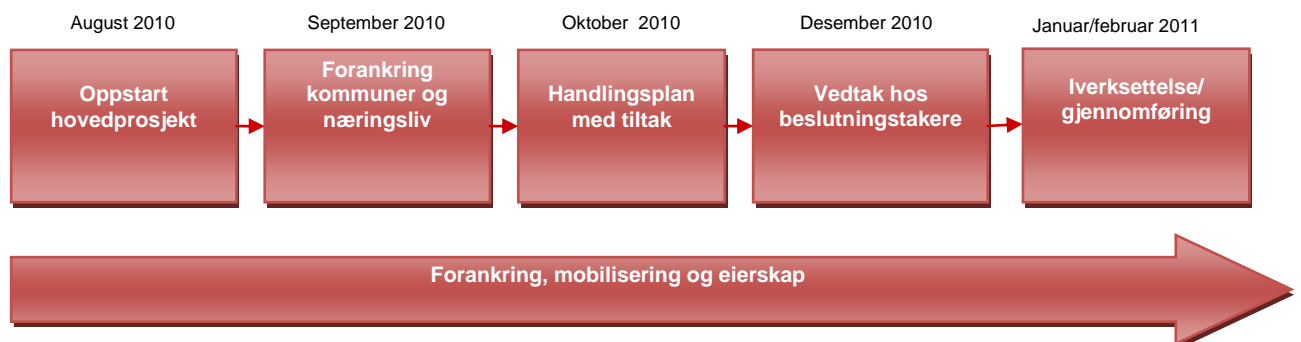 August 2010
September 2010
Oktober 2010
Desember 2010
Januar/februar 2011
Oppstart
hovedprosjekt
Forankring
kommuner og
næringsliv
Handlingsplan
med tiltak
Vedtak hos
beslutningstakere
Iverksettelse/
gjennomføring
Forankring, mobilisering og eierskap